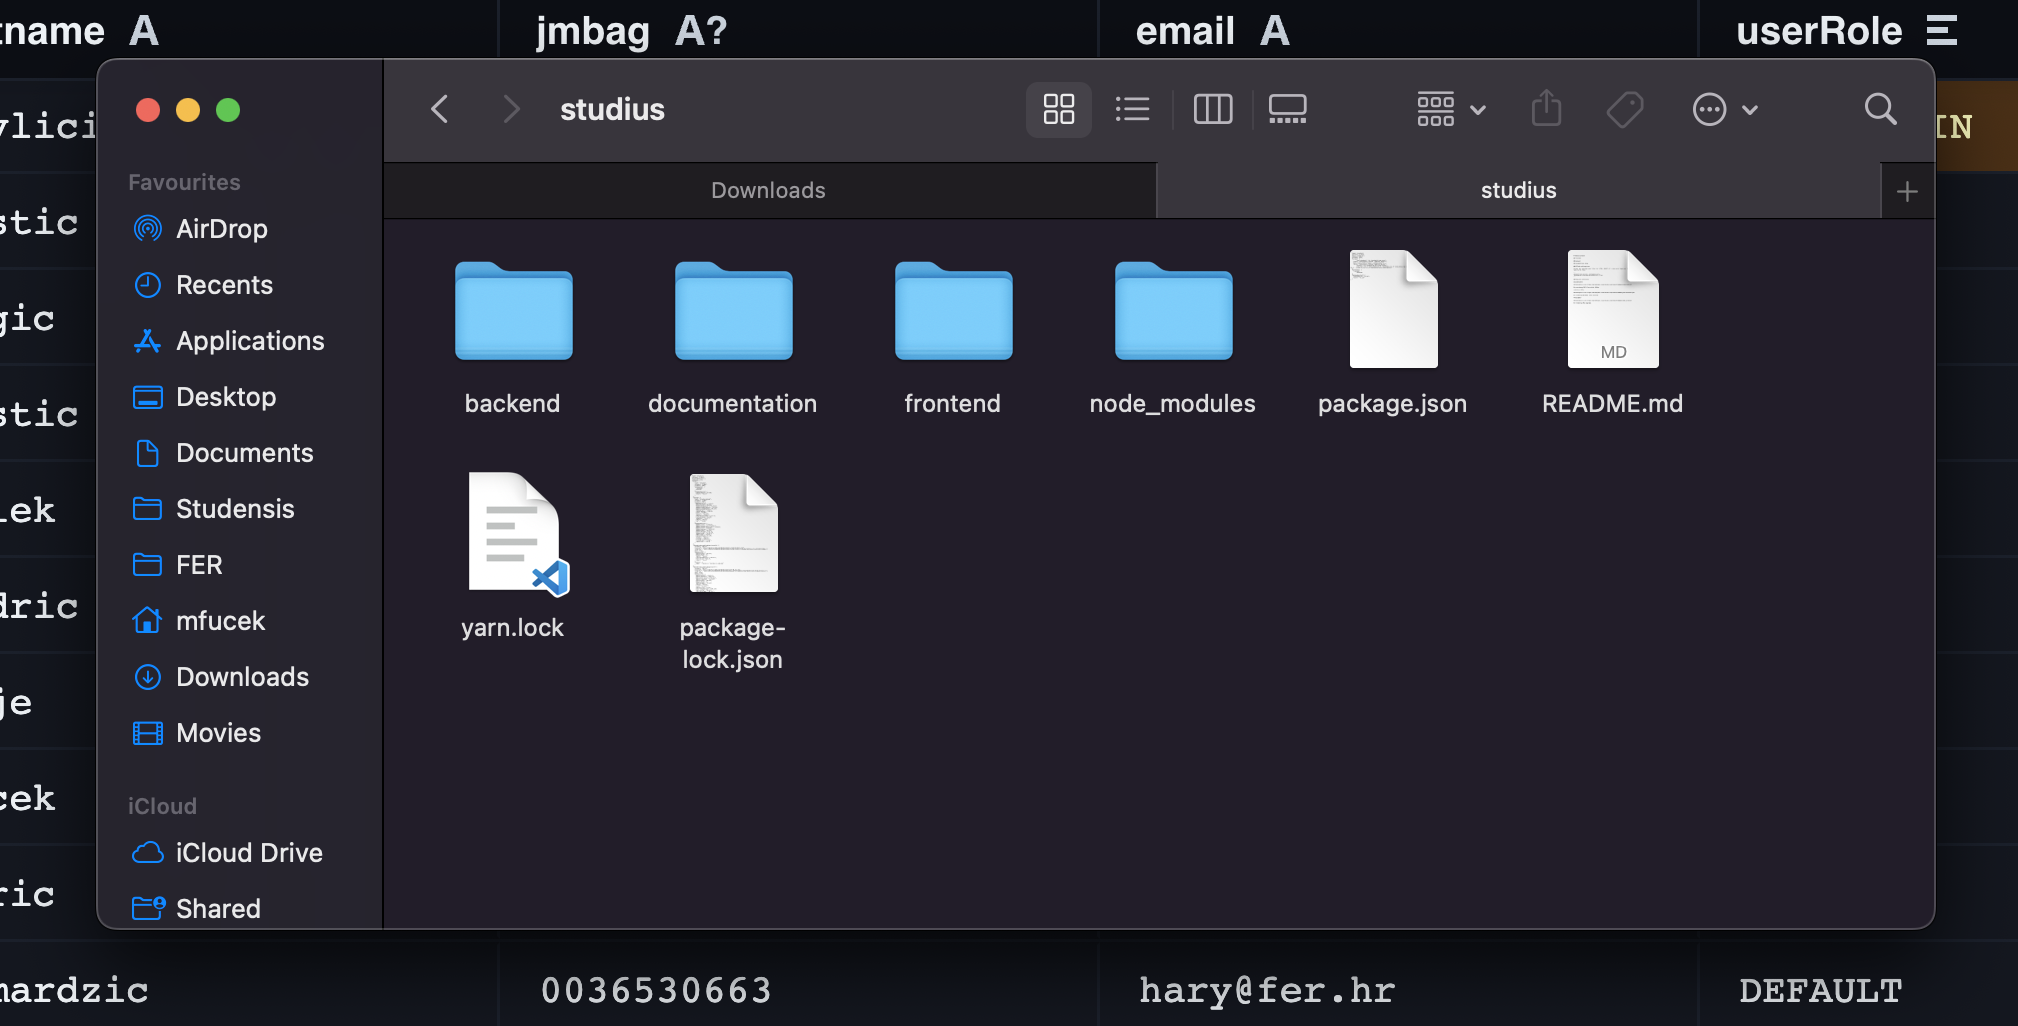 tname A jmbag A? email A userRole
studius
Downloads studius
Favourites
AirDrop
Recents
Applications
Desktop
Documents
Studensis
FER
mfucek
Downloads
Movies
iCloud
iCloud Drive
Shared
backend documentation frontend node_modules package.json README.md
MD
yarn.lock package-
lock.json
ylici
IN
stic
gic
stic
lek
dric
je
cek
ric
mardzic 0036530663 hary@fer.hr DEFAULT